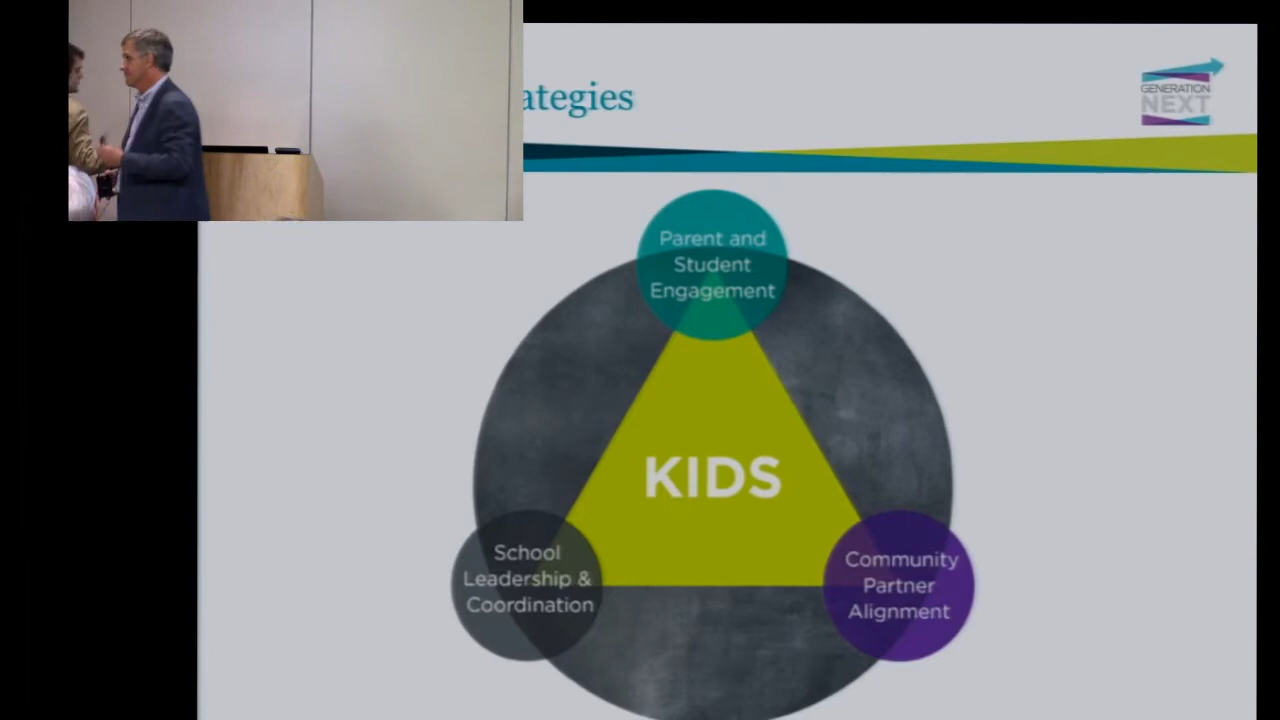 ategies
GENERATION
NEXT
Parent and
Student
Engagement
KIDS
School
Leadership &
Coordination
Community
Partner
Alignment